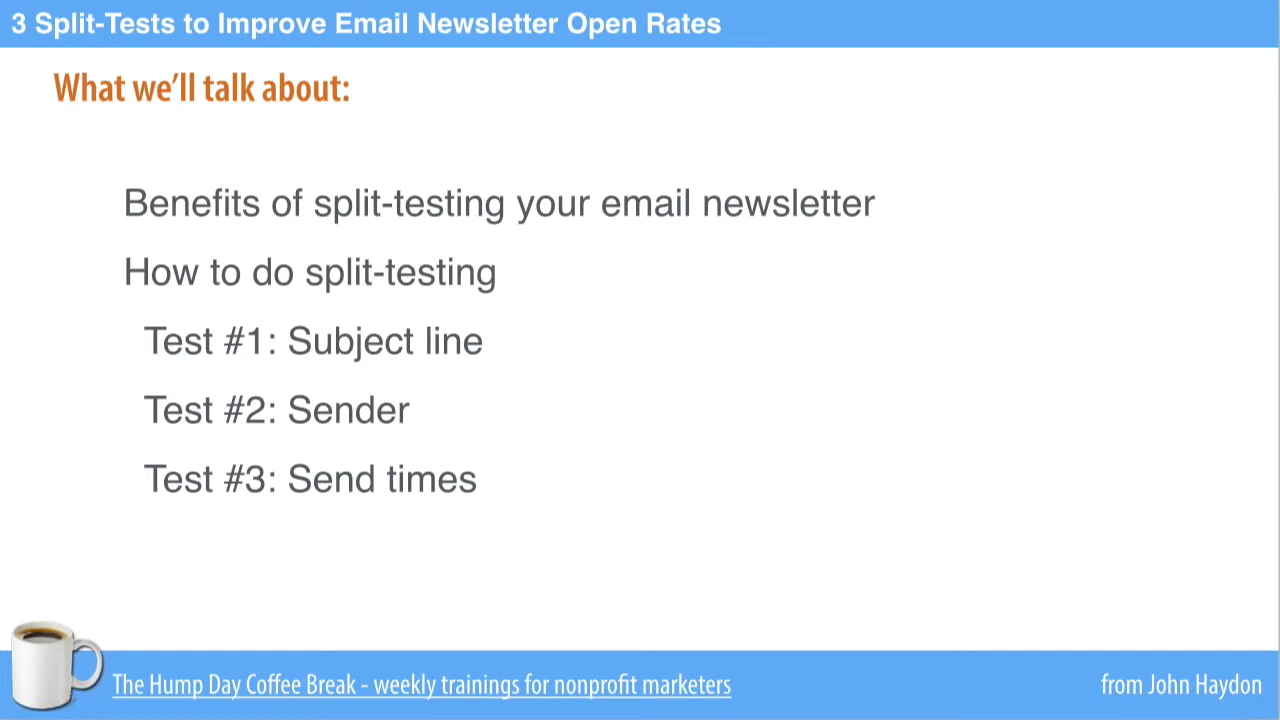 3 Split-Tests to Improve Email Newsletter Open Rates
What we’ll talk about:
Benefits of split-testing your email newsletter
How to do split-testing
Test #1: Subject line
Test #2: Sender
Test #3: Send times
The Hump Day Coffee Break - weekly trainings for nonprofit marketers
from John Haydon